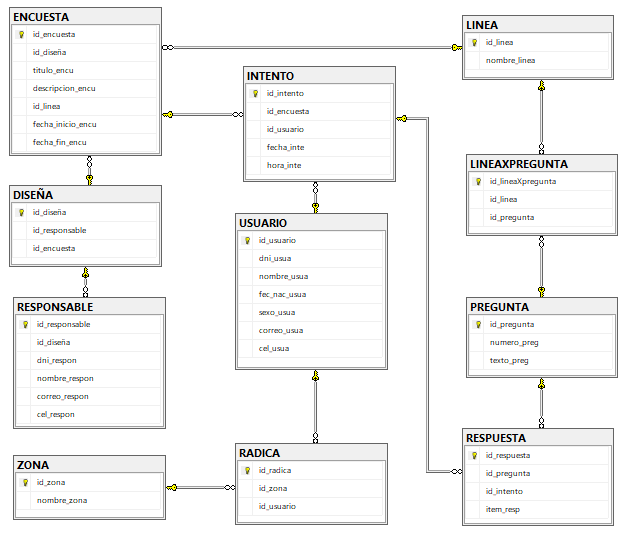 ENCUESTA
id_encuesta
id_diseña
titulo_encu
descripcion_encu
id_linea
fecha_inicio_encu
fecha_fin_encu
LINEA
id_linea
nombre_linea
INTENTO
id_intento
id_encuesta
id_usuario
fecha_inte
hora_inte
LINEAXPREGUNTA
id_lineaXpregunta
id_linea
id_pregunta
DISEÑA
id_diseña
id_responsable
id_encuesta
USUARIO
id_usuario
dni_usua
nombre_usua
fec_nac_usua
sexo_usua
correo_usua
cel_usua
RESPONSABLE
id_responsable
id_diseña
dni_respon
nombre_respon
correo_respon
cel_respon
PREGUNTA
id_pregunta
numero_preg
texto_preg
ZONA
id_zona
nombre_zona
RADICA
id_radica
id_zona
id_usuario
RESPUESTA
id_respuesta
id_pregunta
id_intento
item_resp